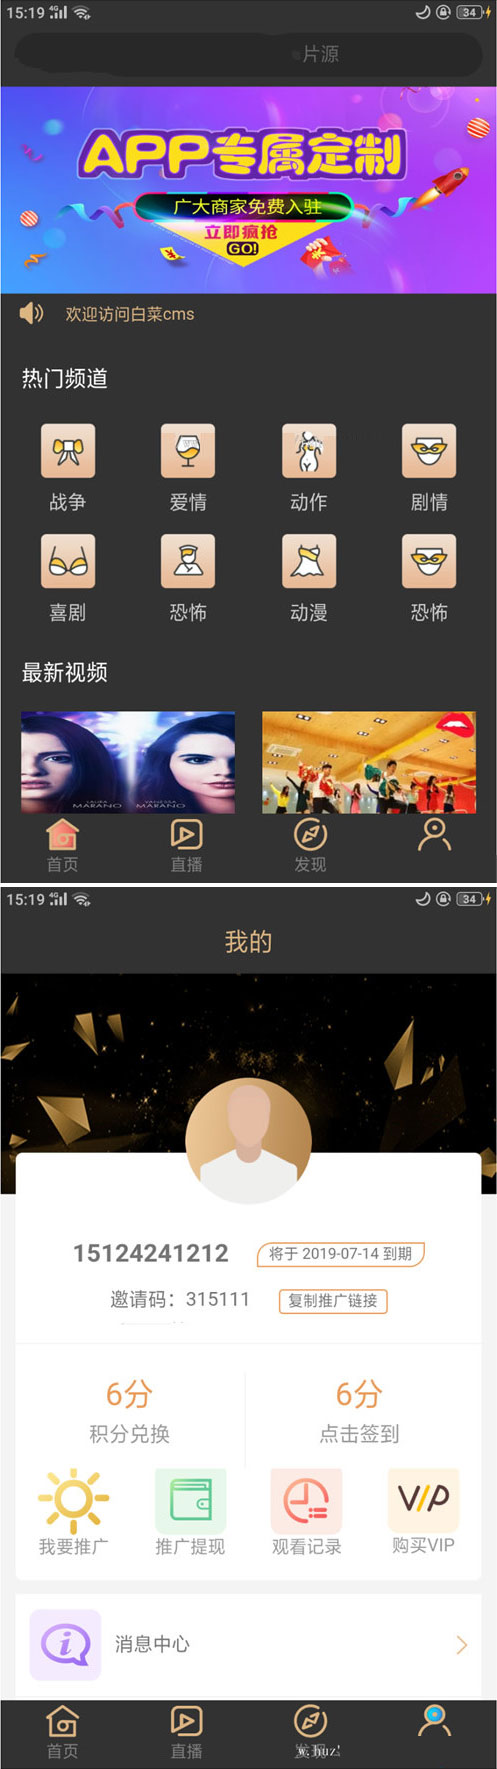 15:19 4G 34
片源
APP专属定制
广大商家免费入驻
立即疯抢
GO!
欢迎访问白菜cms
热门频道
战争 爱情 动作 剧情
喜剧 恐怖 动漫 恐怖
最新视频
LAURA MARANO VANESSA MARANO
首页 直播 发现
15:19 4G 34
我的
15124241212 将于 2019-07-14 到期
邀请码：315111 复制推广链接
6分 6分
积分兑换 点击签到
VIP
我要推广 推广提现 观看记录 购买VIP
i 消息中心
首页 直播 发现
w.huz'